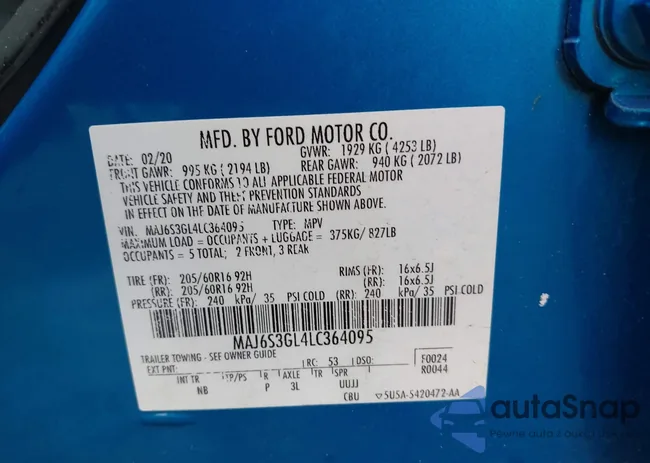 MFD. BY FORD MOTOR CO.
DATE: 02/20 GVWR: 1929 KG ( 4253 LB)
FRONT GAWR: 995 KG ( 2194 LB) REAR GAWR: 940 KG ( 2072 LB)
THIS VEHICLE CONFORMS TO ALL APPLICABLE FEDERAL MOTOR
VEHICLE SAFETY AND THEFT PREVENTION STANDARDS
IN EFFECT ON THE DATE OF MANUFACTURE SHOWN ABOVE.
VIN: MAJ6S3GL4LC364095 TYPE: MPV
MAXIMUM LOAD = OCCUPANTS + LUGGAGE = 375KG/ 827LB
OCCUPANTS = 5 TOTAL; 2 FRONT, 3 REAR
TIRE (FR): 205/60R16 92H RIMS (FR): 16x6.5J
(RR): 205/60R16 92H (RR): 16x6.5J
PRESSURE (FR): 240 kPa/ 35 PSI COLD (RR): 240 kPa/ 35 PSI COLD
MAJ6S3GL4LC364095
TRAILER TOWING - SEE OWNER GUIDE
EXT PNT: RC: 53 DSO: F0024
R0044
INT TR TP/PS R AXLE TR SPR
NB P 3L UUJJ
CBU 5U5A-5420472-AA
autoSnap